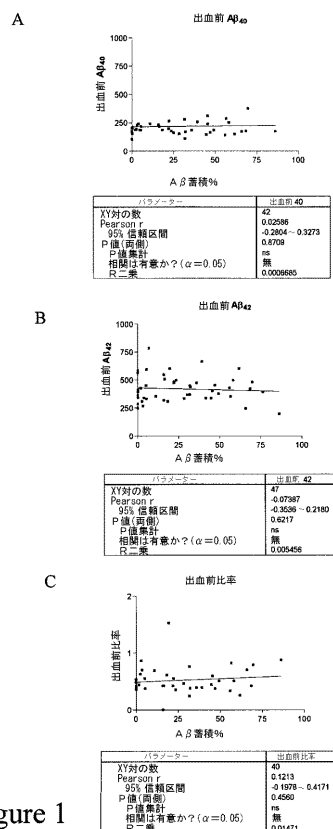 A
出血前 Aβ40
出血前 Aβ40
1000
750
500
250
0
0 25 50 75 100
Aβ蓄積%
パラメーター 出血前 40
XY対の数 42
Pearson r 0.02586
95% 信頼区間 -0.2804 ~ 0.3273
P値(両側) 0.8709
P値集計 ns
相関は有意か?(α=0.05) 無
R二乗 0.0006685
B
出血前 Aβ42
出血前 Aβ42
1000
750
500
250
0
0 25 50 75 100
Aβ蓄積%
パラメーター 出血前 42
XY対の数 47
Pearson r -0.07387
95% 信頼区間 -0.3536 ~ 0.2180
P値(両側) 0.6217
P値集計 ns
相関は有意か?(α=0.05) 無
R二乗 0.005456
C
出血前比率
出血前比率
2
1
0
0 25 50 75 100
Aβ蓄積%
パラメーター 出血前比率
XY対の数 40
Pearson r 0.1213
95% 信頼区間 -0.1978 ~ 0.4171
P値(両側) 0.4560
P値集計 ns
相関は有意か?(α=0.05) 無
R二乗 0.01471
gure 1